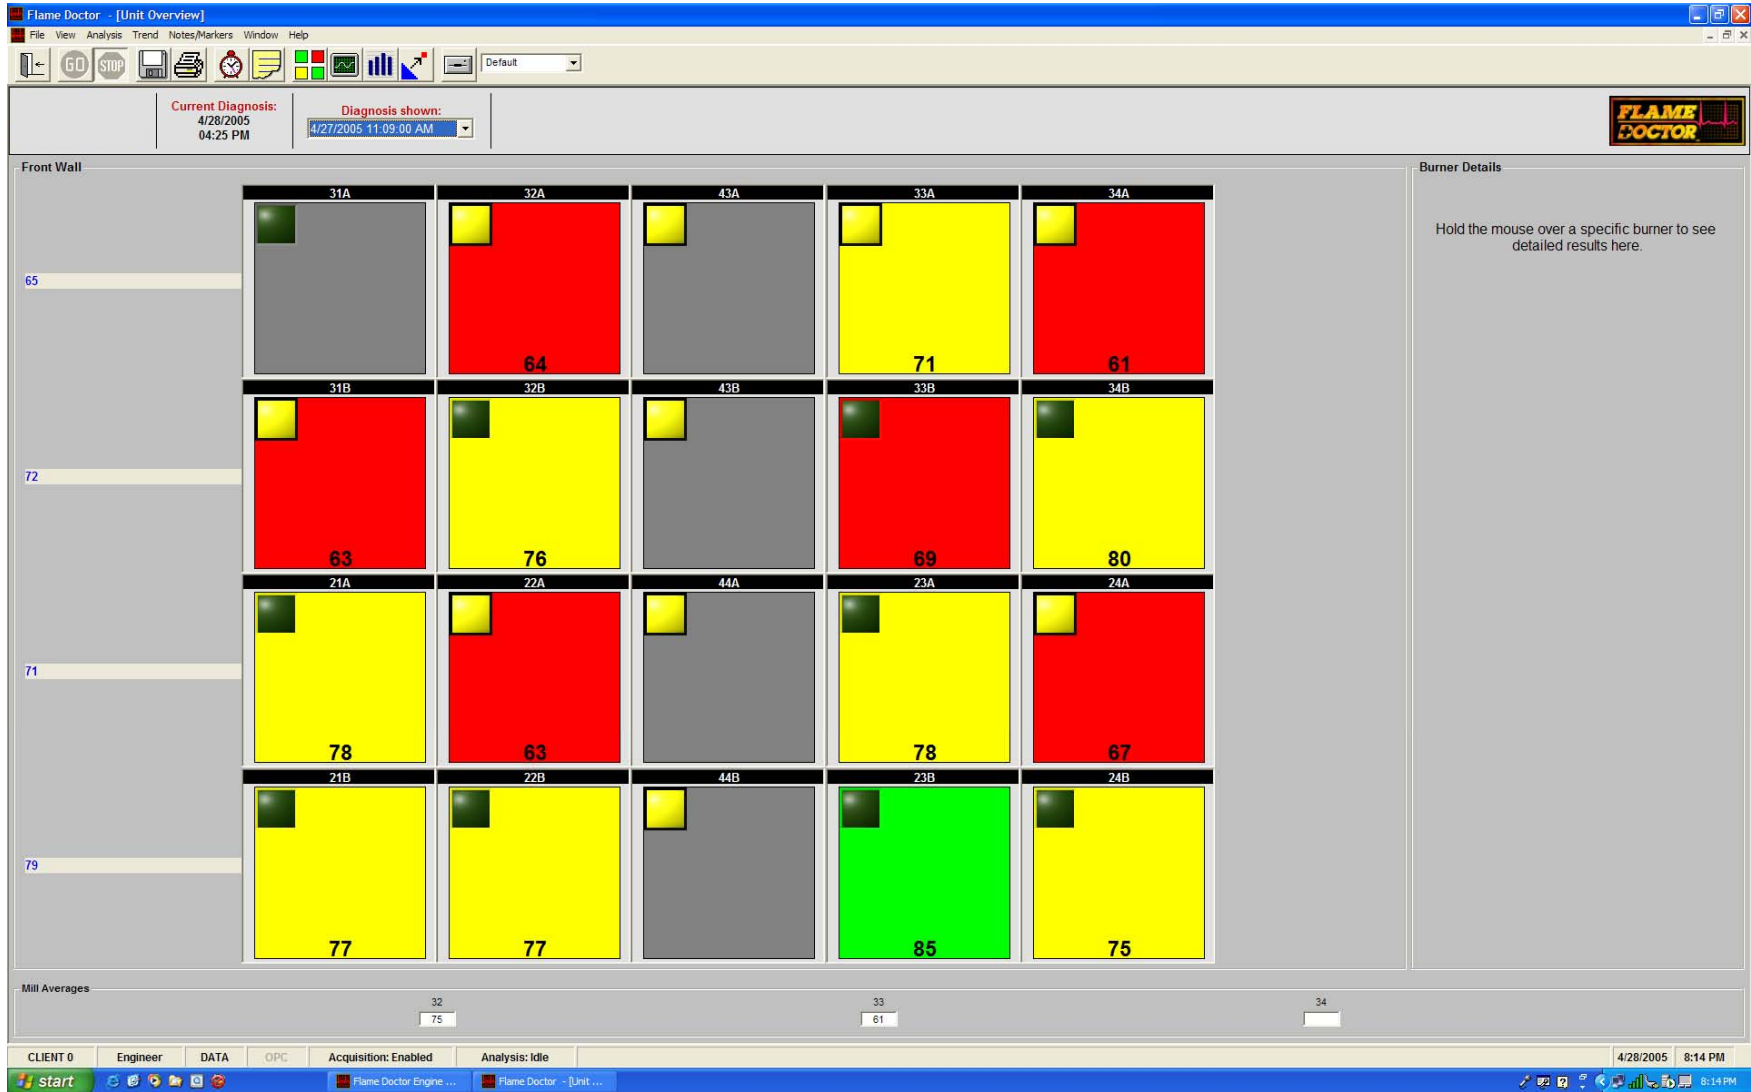 Flame Doctor - [Unit Overview]
File View Analysis Trend Notes/Markers Window Help
GO STOP Default
Current Diagnosis:
4/28/2005
04:25 PM
Diagnosis shown:
4/27/2005 11:09:00 AM
FLAME
DOCTOR
Front Wall
Burner Details
Hold the mouse over a specific burner to see
detailed results here.
31A 32A 43A 33A 34A
65
64 71 61
31B 32B 43B 33B 34B
72
63 76 69 80
21A 22A 44A 23A 24A
71
78 63 78 67
21B 22B 44B 23B 24B
79
77 77 85 75
Mill Averages
32 33 34
75 61
CLIENT 0 Engineer DATA OPC Acquisition: Enabled Analysis: Idle 4/28/2005 8:14 PM
start Flame Doctor Engine ... Flame Doctor - [Unit ... 8:14 PM